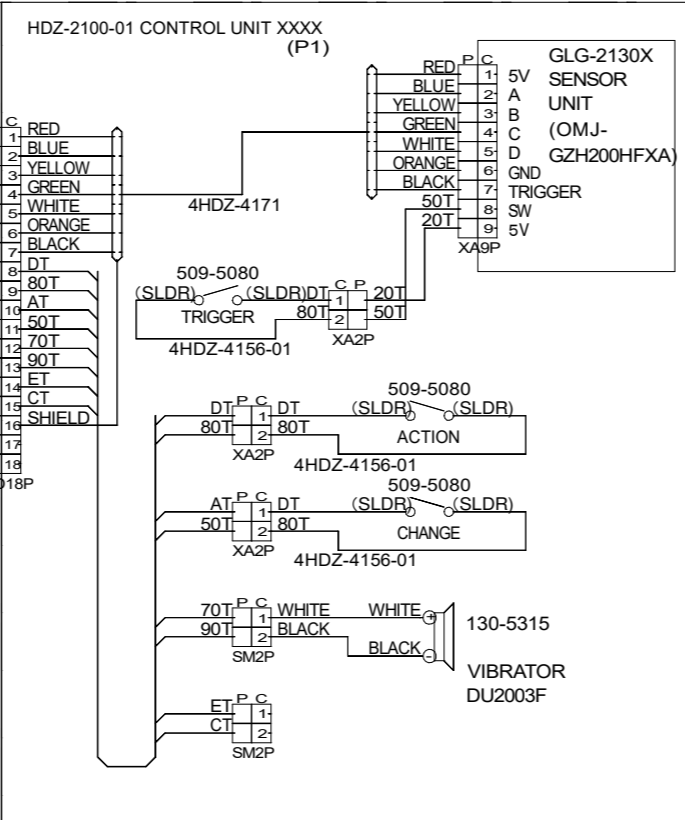 HDZ-2100-01 CONTROL UNIT XXXX
(P1)
C
1 RED
2 BLUE
3 YELLOW
4 GREEN
5 WHITE
6 ORANGE
7 BLACK
8 DT
9 80T
10 AT
11 50T
12 70T
13 90T
14 ET
15 CT
16 SHIELD
17
18
18P
4HDZ-4171
P C
RED 1 5V
BLUE 2 A
YELLOW 3 B
GREEN 4 C
WHITE 5 D
ORANGE 6 GND
BLACK 7 TRIGGER
50T 8 SW
20T 9 5V
XA9P
GLG-2130X
SENSOR
UNIT
(OMJ-
GZH200HFXA)
509-5080
(SLDR) (SLDR)
TRIGGER
4HDZ-4156-01
C P
DT 1 20T
80T 2 50T
XA2P
P C
DT 1 DT
80T 2 80T
XA2P
509-5080
(SLDR) (SLDR)
ACTION
4HDZ-4156-01
P C
AT 1 DT
50T 2 80T
XA2P
509-5080
(SLDR) (SLDR)
CHANGE
4HDZ-4156-01
P C
70T 1 WHITE WHITE +
90T 2 BLACK BLACK -
SM2P
130-5315
VIBRATOR
DU2003F
P C
ET 1
CT 2
SM2P